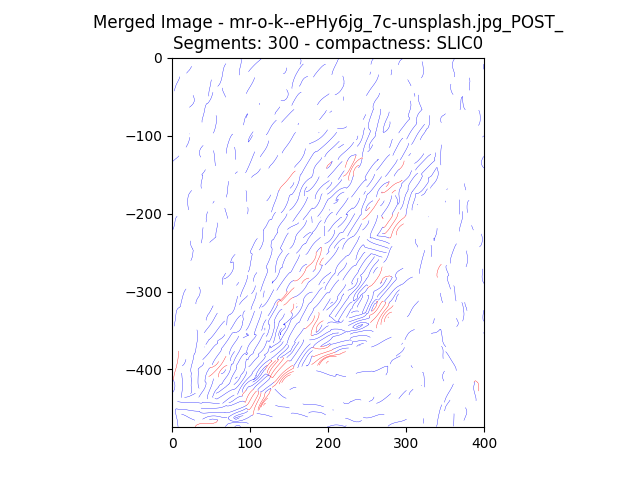 Merged Image - mr-o-k--ePHy6jg_7c-unsplash.jpg_POST_
Segments: 300 - compactness: SLIC0
0
−100
−200
−300
−400
0 100 200 300 400